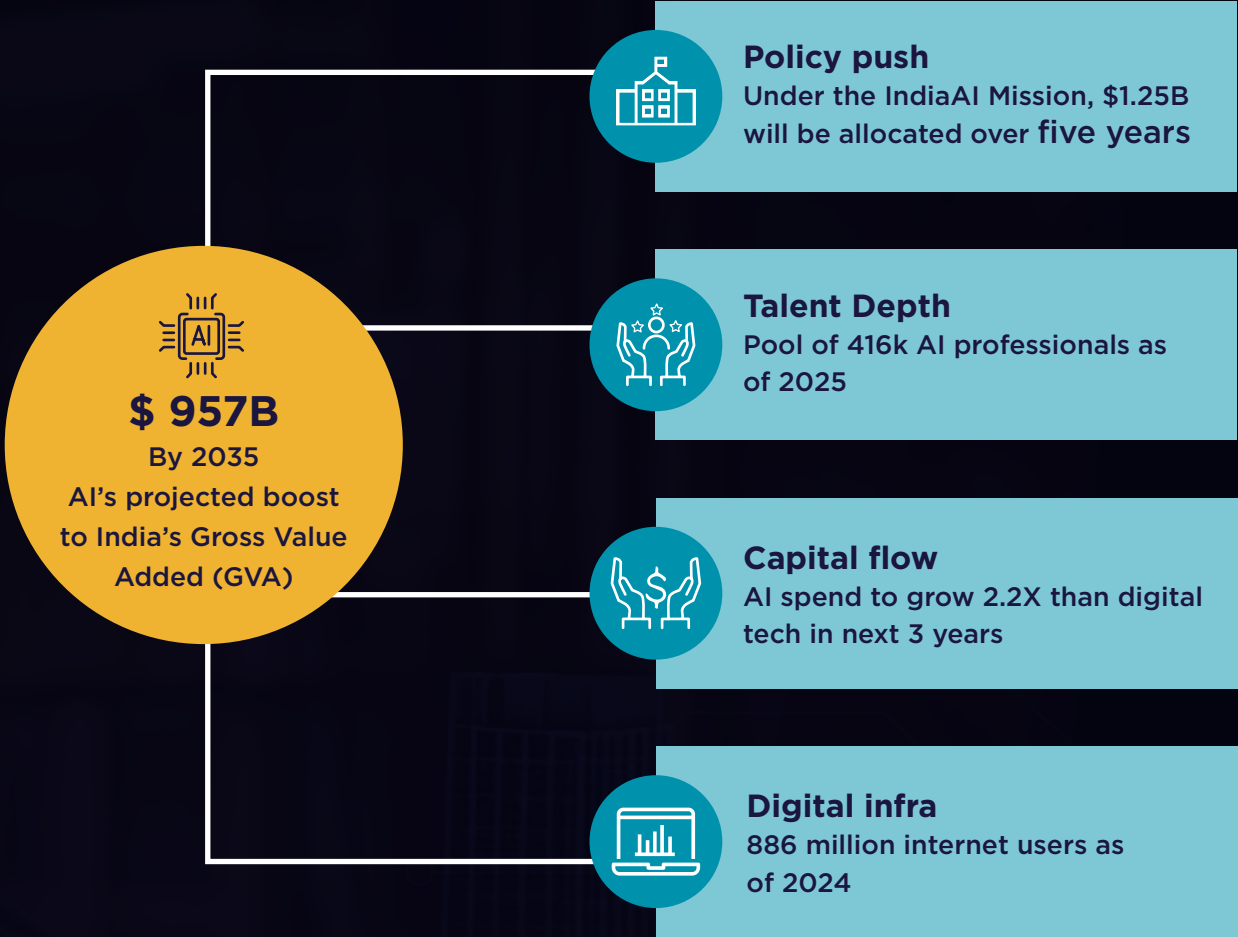 AI
$ 957B
By 2035
AI’s projected boost
to India’s Gross Value
Added (GVA)
Policy push
Under the IndiaAI Mission, $1.25B
will be allocated over five years
Talent Depth
Pool of 416k AI professionals as
of 2025
Capital flow
AI spend to grow 2.2X than digital
tech in next 3 years
Digital infra
886 million internet users as
of 2024